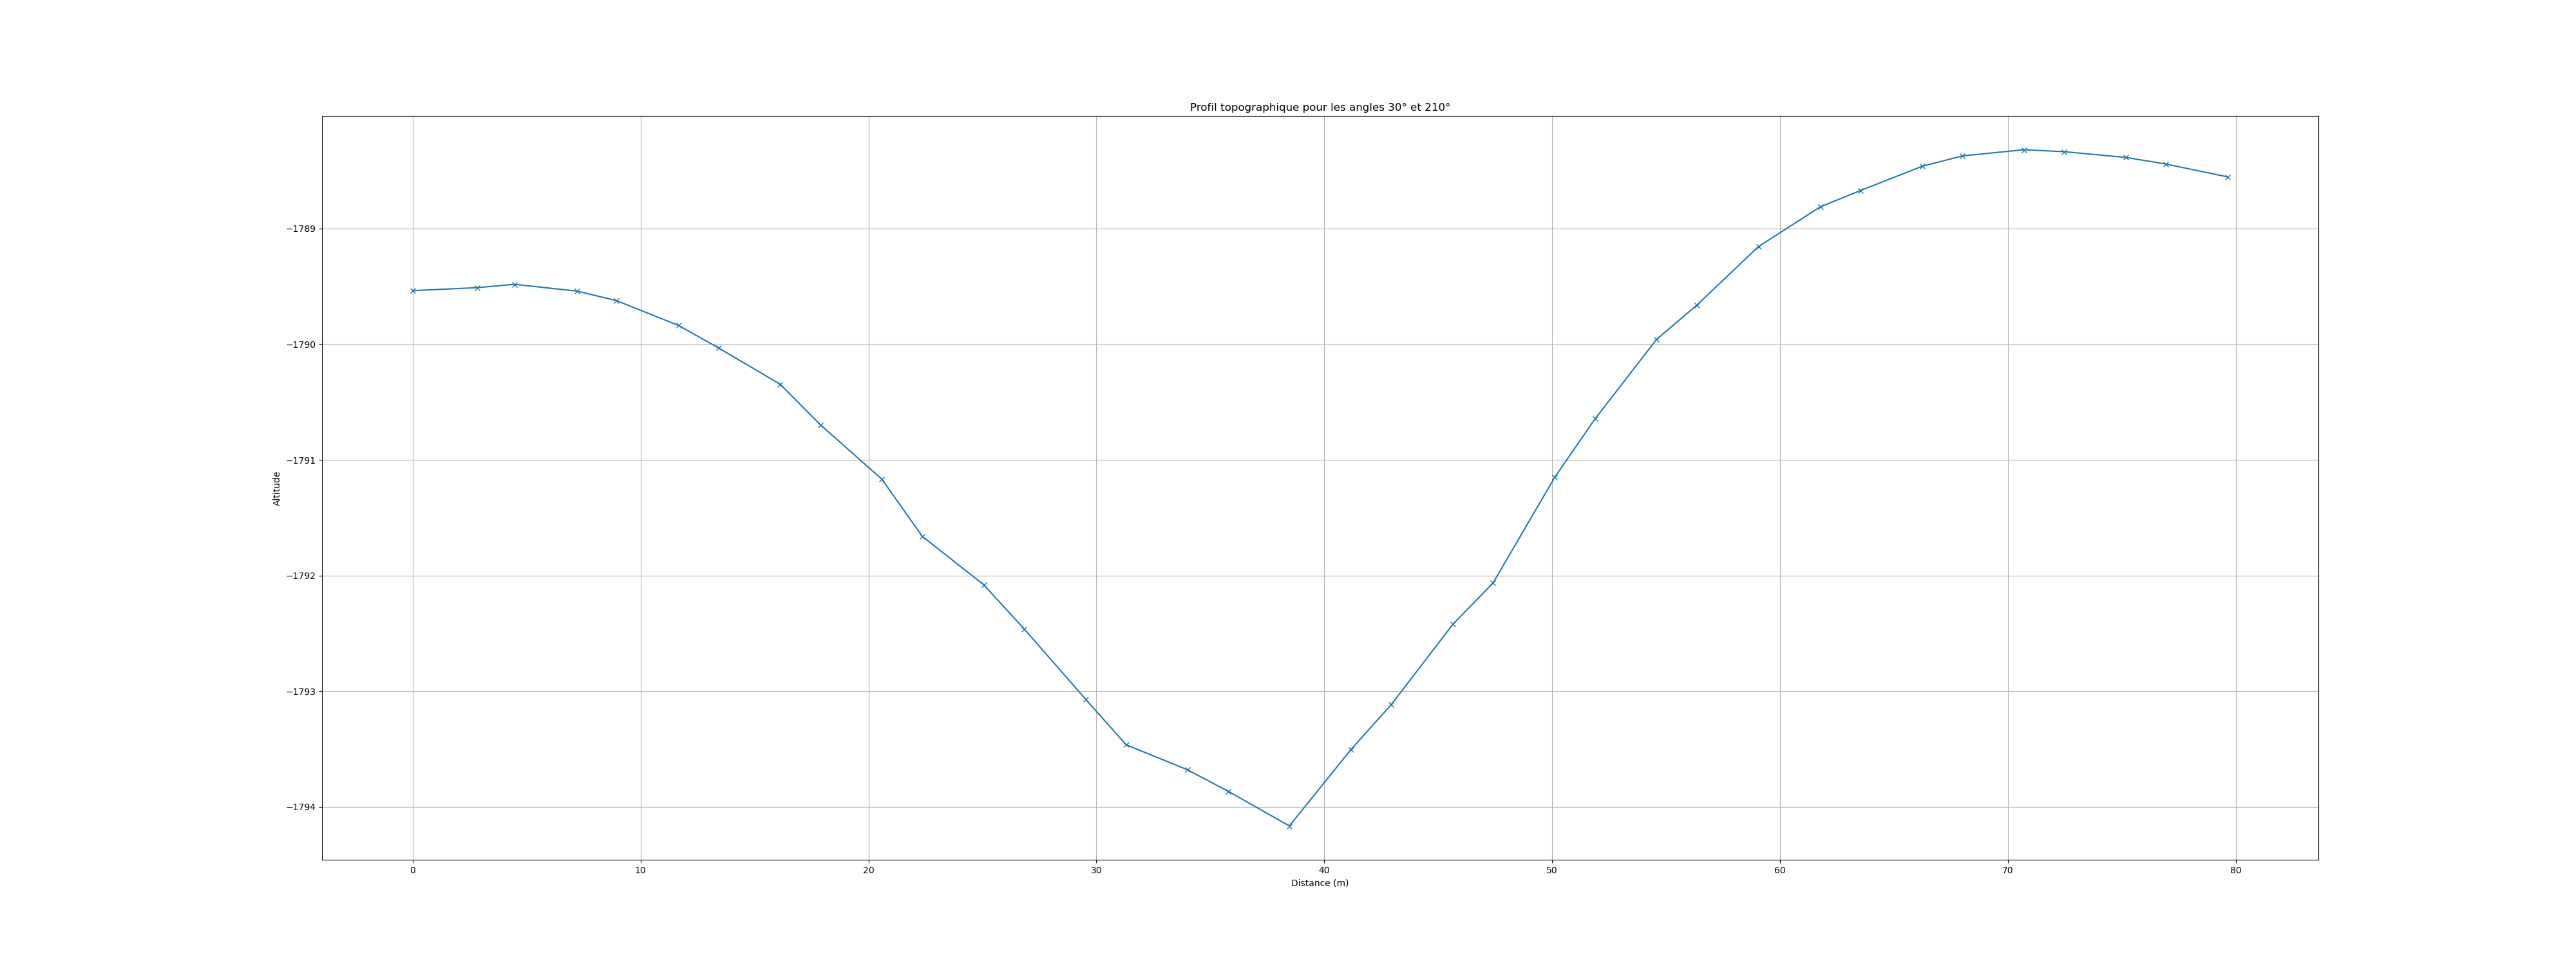 Profil topographique pour les angles 30° et 210°
−1789
−1790
−1791
−1792
−1793
−1794
Altitude
0 10 20 30 40 50 60 70 80
Distance (m)